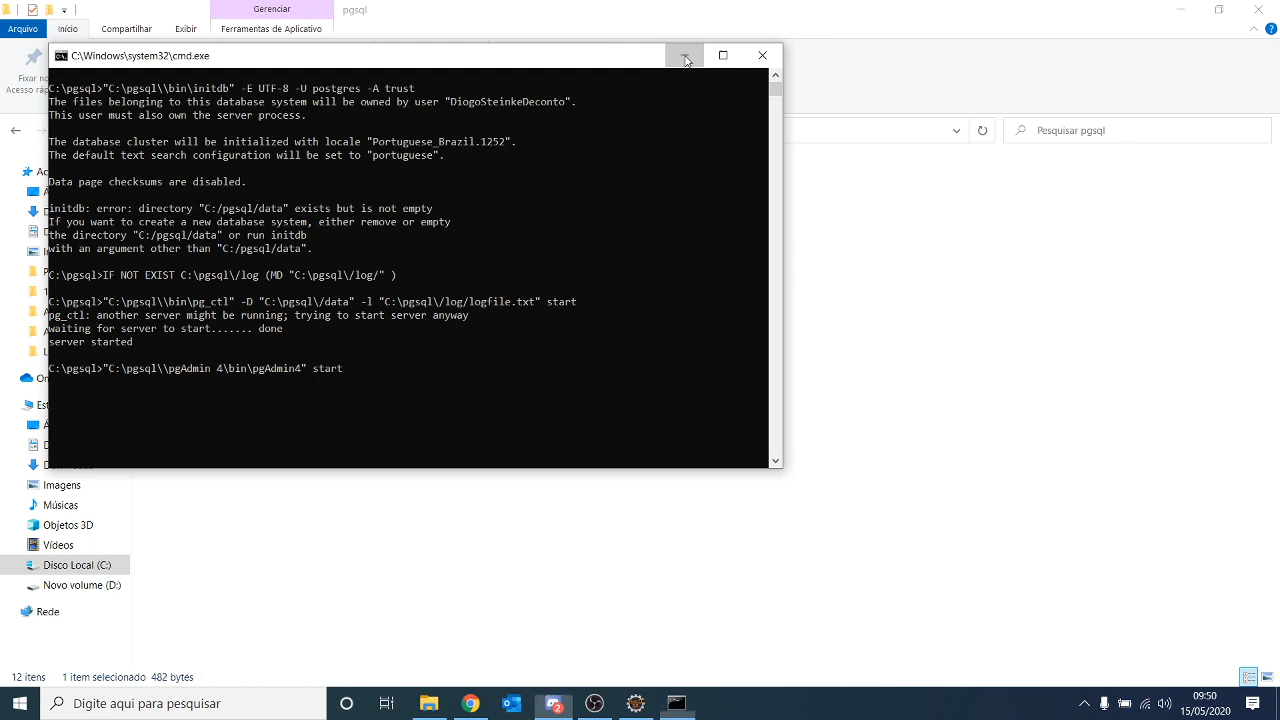 Gerenciar
pgsql
Arquivo
Início
Compartilhar
Exibir
Ferramentas de Aplicativo
C:\Windows\system32\cmd.exe
Fixar no
Acesso rápi
C:\pgsql>"C:\pgsql\\bin\initdb" -E UTF-8 -U postgres -A trust
The files belonging to this database system will be owned by user "DiogoSteinkeDeconto".
This user must also own the server process.
The database cluster will be initialized with locale "Portuguese_Brazil.1252".
The default text search configuration will be set to "portuguese".
Data page checksums are disabled.
initdb: error: directory "C:/pgsql/data" exists but is not empty
If you want to create a new database system, either remove or empty
the directory "C:/pgsql/data" or run initdb
with an argument other than "C:/pgsql/data".
C:\pgsql>IF NOT EXIST C:\pgsql\/log (MD "C:\pgsql\/log/" )
C:\pgsql>"C:\pgsql\\bin\pg_ctl" -D "C:\pgsql\/data" -l "C:\pgsql\/log/logfile.txt" start
pg_ctl: another server might be running; trying to start server anyway
waiting for server to start....... done
server started
C:\pgsql>"C:\pgsql\\pgAdmin 4\bin\pgAdmin4" start
Pesquisar pgsql
Imagens
Músicas
Objetos 3D
Vídeos
Disco Local (C:)
Novo volume (D:)
Rede
12 itens
1 item selecionado 482 bytes
Digite aqui para pesquisar
09:50
15/05/2020